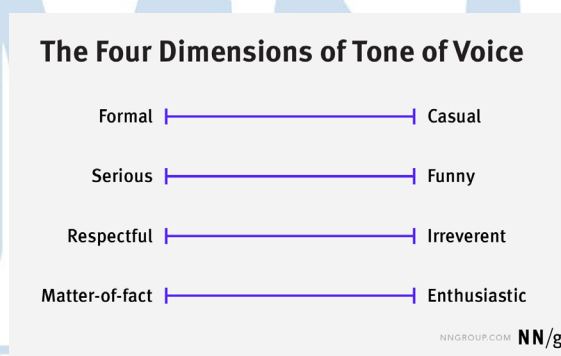 The Four Dimensions of Tone of Voice
Formal Casual
Serious Funny
Respectful Irreverent
Matter-of-fact Enthusiastic
NNGROUP.COM NN/g